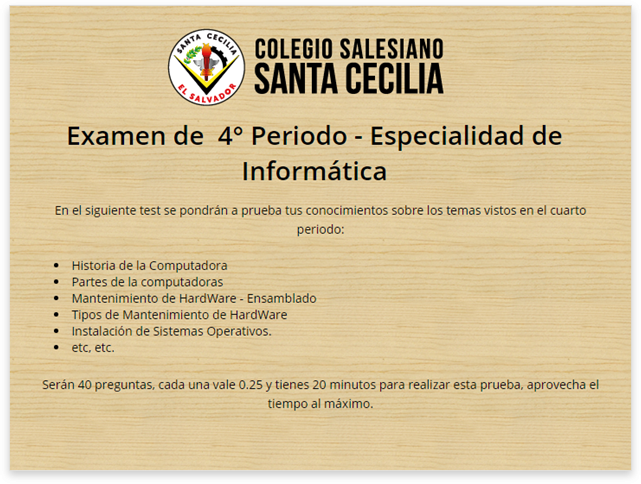 SANTA CECILIA
EL SALVADOR
COLEGIO SALESIANO
SANTA CECILIA
Examen de 4° Periodo - Especialidad de
Informática
En el siguiente test se pondrán a prueba tus conocimientos sobre los temas vistos en el cuarto
periodo:
• Historia de la Computadora
• Partes de la computadoras
• Mantenimiento de HardWare - Ensamblado
• Tipos de Mantenimiento de HardWare
• Instalación de Sistemas Operativos.
• etc, etc.
Serán 40 preguntas, cada una vale 0.25 y tienes 20 minutos para realizar esta prueba, aprovecha el
tiempo al máximo.